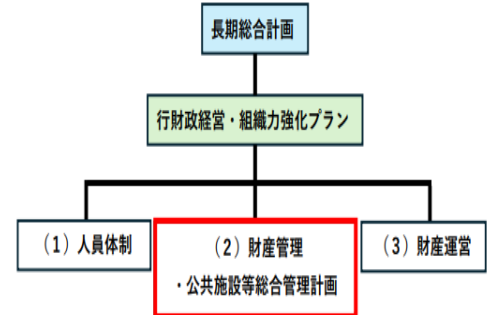 長期総合計画
行財政経営・組織力強化プラン
（1）人員体制
（2）財産管理
・公共施設等総合管理計画
（3）財産運営